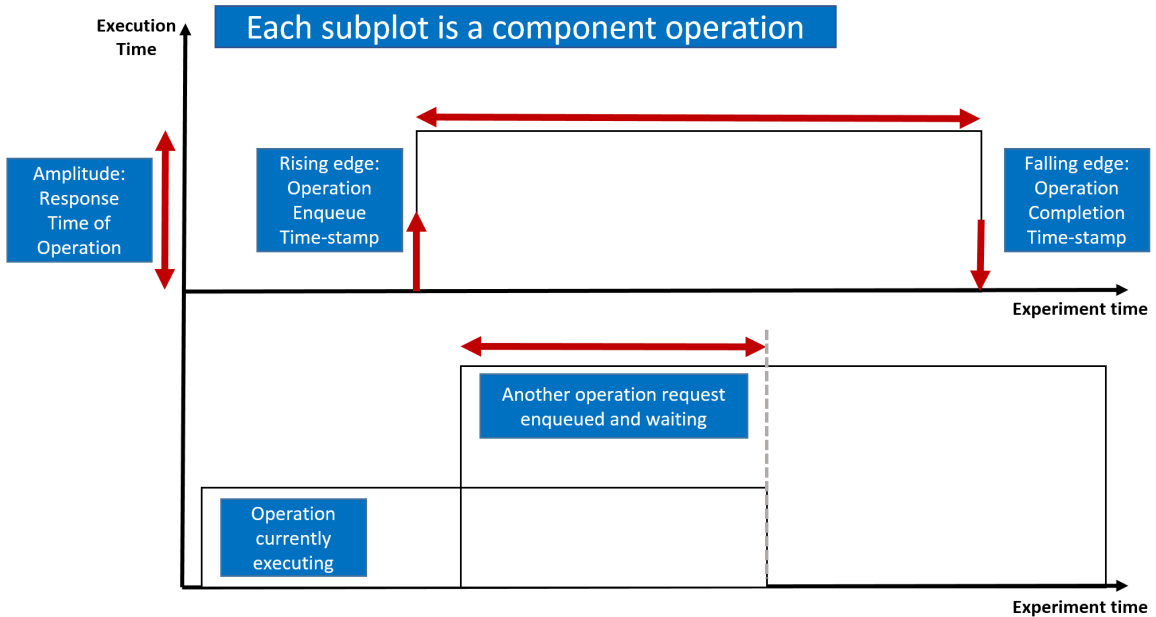 Execution
Time
Each subplot is a component operation
Amplitude:
Response
Time of
Operation
Rising edge:
Operation
Enqueue
Time-stamp
Falling edge:
Operation
Completion
Time-stamp
Experiment time
Another operation request
enqueued and waiting
Operation
currently
executing
Experiment time